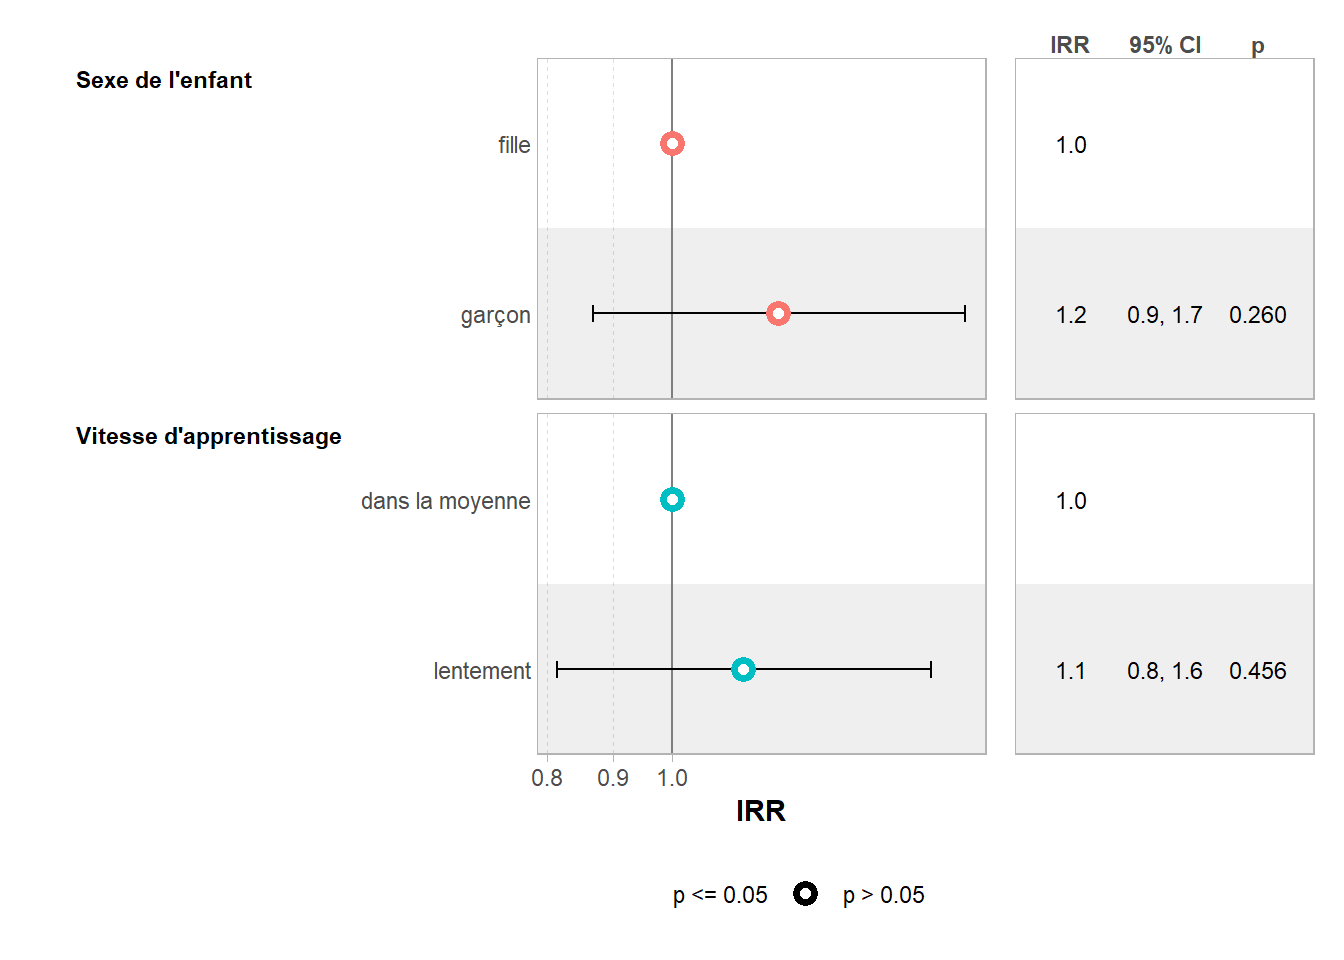 IRR 95% CI p
Sexe de l'enfant
fille 1.0
garçon 1.2 0.9, 1.7 0.260
Vitesse d'apprentissage
dans la moyenne 1.0
lentement 1.1 0.8, 1.6 0.456
0.8 0.9 1.0
IRR
p <= 0.05 p > 0.05